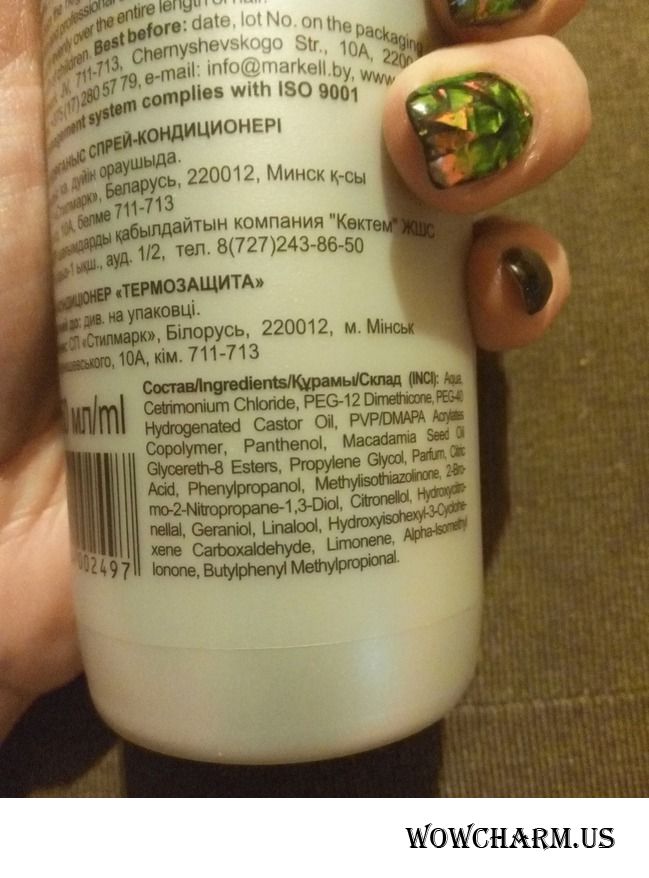 professional
over the entire length of hair.
children. Best before: date, lot No. on the packaging
711-713, Chernyshevskogo Str., 10A, 220
(17) 280 57 79, e-mail: info@markell.by, www
system complies with ISO 9001
СПРЕЙ-КОНДИЦИОНЕРІ
дүйін ораушыда.
Беларусь, 220012, Минск қ-сы
10А, бөлме 711-713
қабылдайтын компания "Көктем" ЖШС
ауд. 1/2, тел. 8(727)243-86-50
«ТЕРМОЗАЩИТА»
до: див. на упаковці.
СП «Стилмарк», Білорусь, 220012, м. Мінськ
10А, кім. 711-713
мл/ml
Состав/Ingredients/Құрамы/Склад (INCI): Aqua,
Cetrimonium Chloride, PEG-12 Dimethicone, PEG-40
Hydrogenated Castor Oil, PVP/DMAPA Acrylates
Copolymer, Panthenol, Macadamia Seed Oil
Glycereth-8 Esters, Propylene Glycol, Parfum, Citric
Acid, Phenylpropanol, Methylisothiazolinone, 2-Bro-
mo-2-Nitropropane-1,3-Diol, Citronellol, Hydroxycitro-
nellal, Geraniol, Linalool, Hydroxyisohexyl-3-Cyclohe-
xene Carboxaldehyde, Limonene, Alpha-Isomethyl
Ionone, Butylphenyl Methylpropional.
002497
WOWCHARM.US